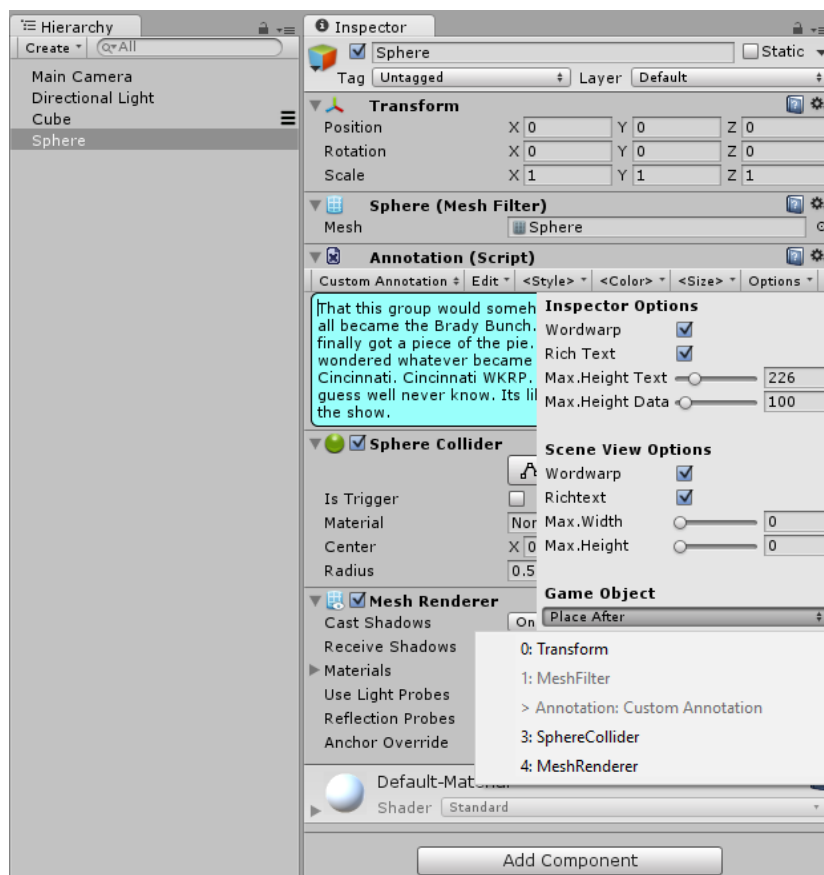 Hierarchy
Create
All
Main Camera
Directional Light
Cube
Sphere
Inspector
Sphere
Static
Tag Untagged Layer Default
Transform
Position X 0 Y 0 Z 0
Rotation X 0 Y 0 Z 0
Scale X 1 Y 1 Z 1
Sphere (Mesh Filter)
Mesh Sphere
Annotation (Script)
Custom Annotation Edit <Style> <Color> <Size> Options
That this group would someh
all became the Brady Bunch.
finally got a piece of the pie.
wondered whatever became
Cincinnati. Cincinnati WKRP.
guess well never know. Its li
the show.
Inspector Options
Wordwarp
Rich Text
Max.Height Text 226
Max.Height Data 100
Scene View Options
Wordwarp
Richtext
Max.Width 0
Max.Height 0
Game Object
Place After
0: Transform
1: MeshFilter
> Annotation: Custom Annotation
3: SphereCollider
4: MeshRenderer
Sphere Collider
Is Trigger
Material Nor
Center X 0
Radius 0.5
Mesh Renderer
Cast Shadows On
Receive Shadows
Materials
Use Light Probes
Reflection Probes
Anchor Override
Default-Material
Shader Standard
Add Component